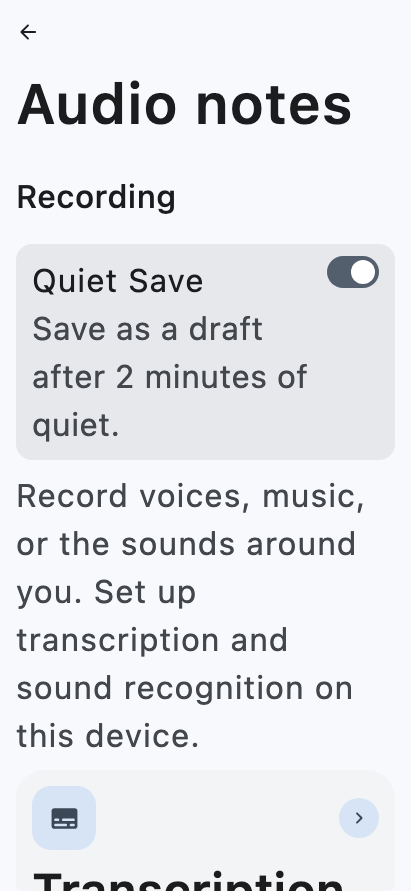 Audio notes
Recording
Quiet Save
Save as a draft
after 2 minutes of
quiet.
Record voices, music,
or the sounds around
you. Set up
transcription and
sound recognition on
this device.
Transcription